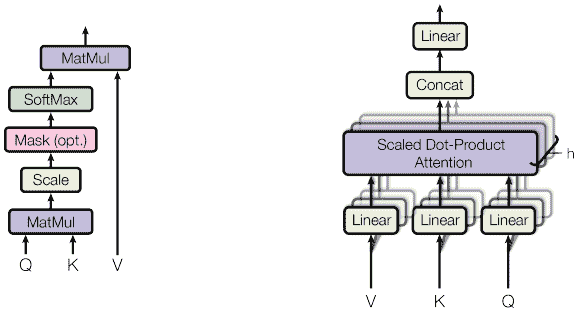 MatMul
SoftMax
Mask (opt.)
Scale
MatMul
Q K V
Linear
Concat
Scaled Dot-Product
Attention
h
Linear Linear Linear
V K Q